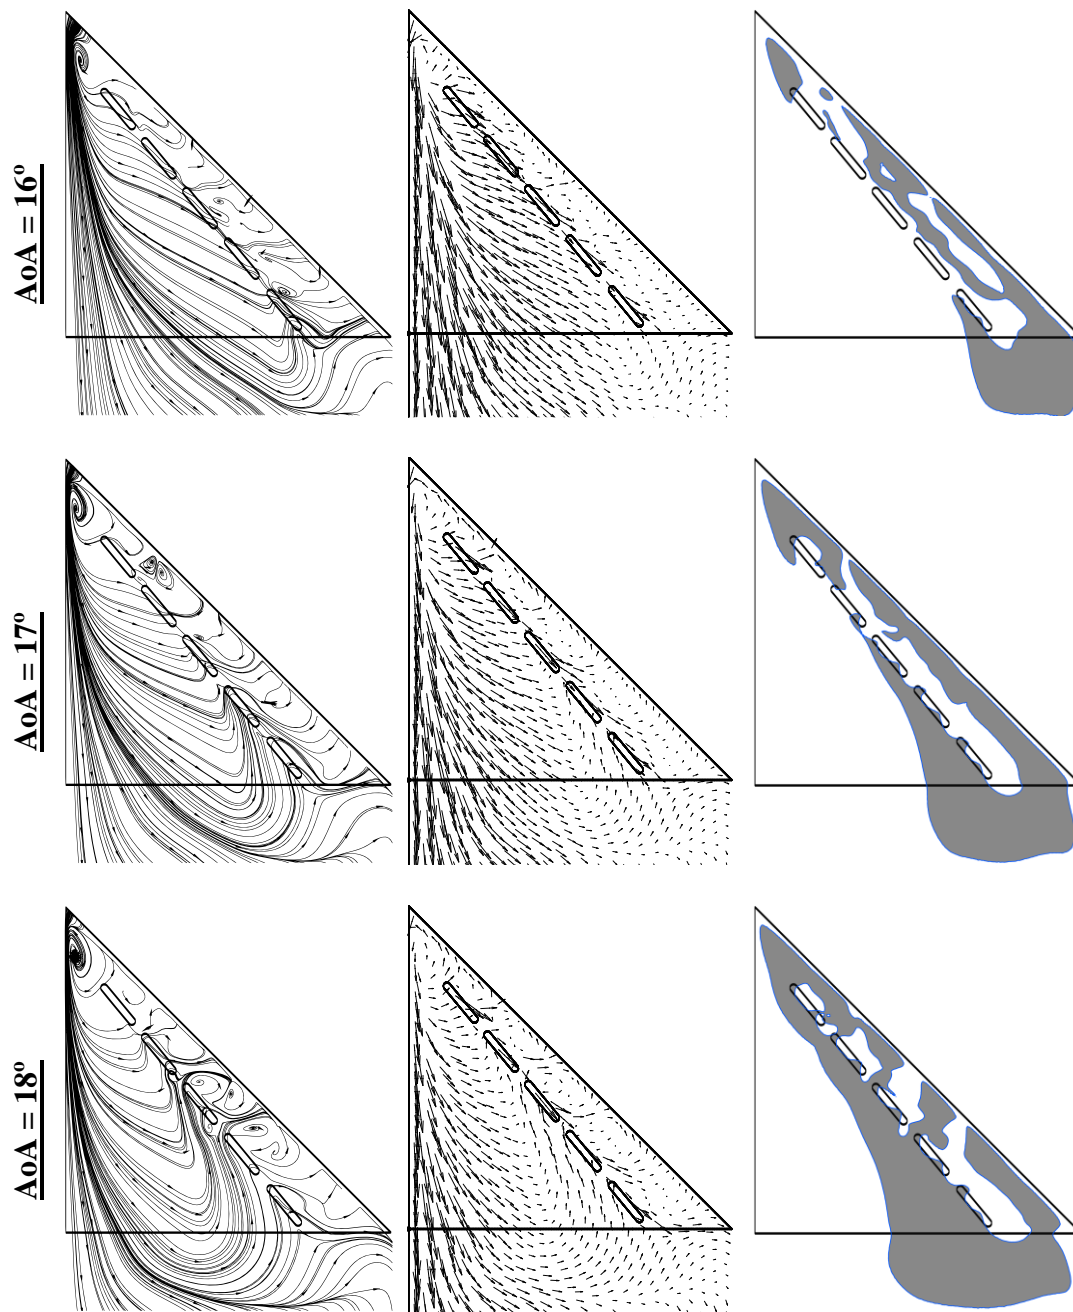 AoA = 16º
AoA = 17º
AoA = 18º